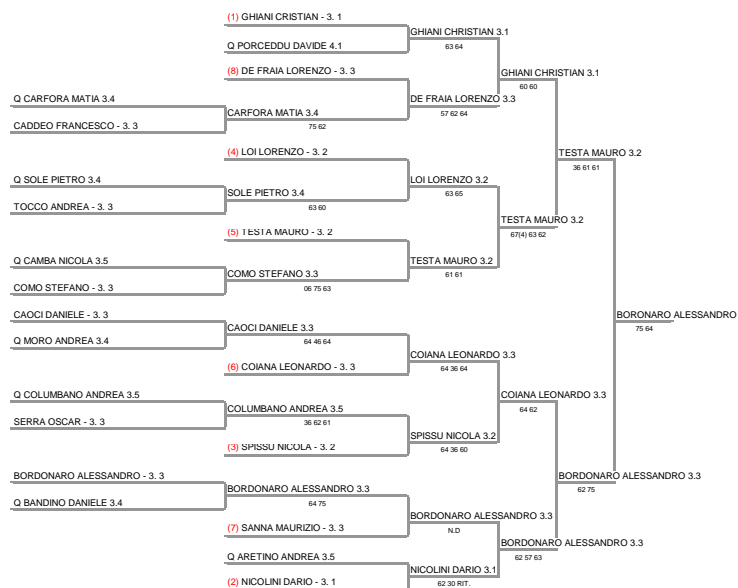 (1) GHIANI CRISTIAN - 3. 1
GHIANI CHRISTIAN 3.1
Q PORCEDDU DAVIDE 4.1
63 64
(8) DE FRAIA LORENZO - 3. 3
GHIANI CHRISTIAN 3.1
60 60
Q CARFORA MATIA 3.4
DE FRAIA LORENZO 3.3
CARFORA MATIA 3.4
57 62 64
CADDEO FRANCESCO - 3. 3
75 62
(4) LOI LORENZO - 3. 2
TESTA MAURO 3.2
36 61 61
Q SOLE PIETRO 3.4
LOI LORENZO 3.2
SOLE PIETRO 3.4
63 65
TOCCO ANDREA - 3. 3
63 60
TESTA MAURO 3.2
(5) TESTA MAURO - 3. 2
67(4) 63 62
Q CAMBA NICOLA 3.5
TESTA MAURO 3.2
COMO STEFANO 3.3
61 61
COMO STEFANO - 3. 3
06 75 63
CAOCI DANIELE - 3. 3
BORONARO ALESSANDRO
CAOCI DANIELE 3.3
75 64
Q MORO ANDREA 3.4
64 46 64
COIANA LEONARDO 3.3
(6) COIANA LEONARDO - 3. 3
64 36 64
Q COLUMBANO ANDREA 3.5
COIANA LEONARDO 3.3
COLUMBANO ANDREA 3.5
64 62
SERRA OSCAR - 3. 3
36 62 61
SPISSU NICOLA 3.2
(3) SPISSU NICOLA - 3. 2
64 36 60
BORDONARO ALESSANDRO - 3. 3
BORDONARO ALESSANDRO 3.3
BORDONARO ALESSANDRO 3.3
62 75
Q BANDINO DANIELE 3.4
64 75
BORDONARO ALESSANDRO 3.3
(7) SANNA MAURIZIO - 3. 3
N.D
BORDONARO ALESSANDRO 3.3
Q ARETINO ANDREA 3.5
62 57 63
NICOLINI DARIO 3.1
(2) NICOLINI DARIO - 3. 1
62 30 RIT.